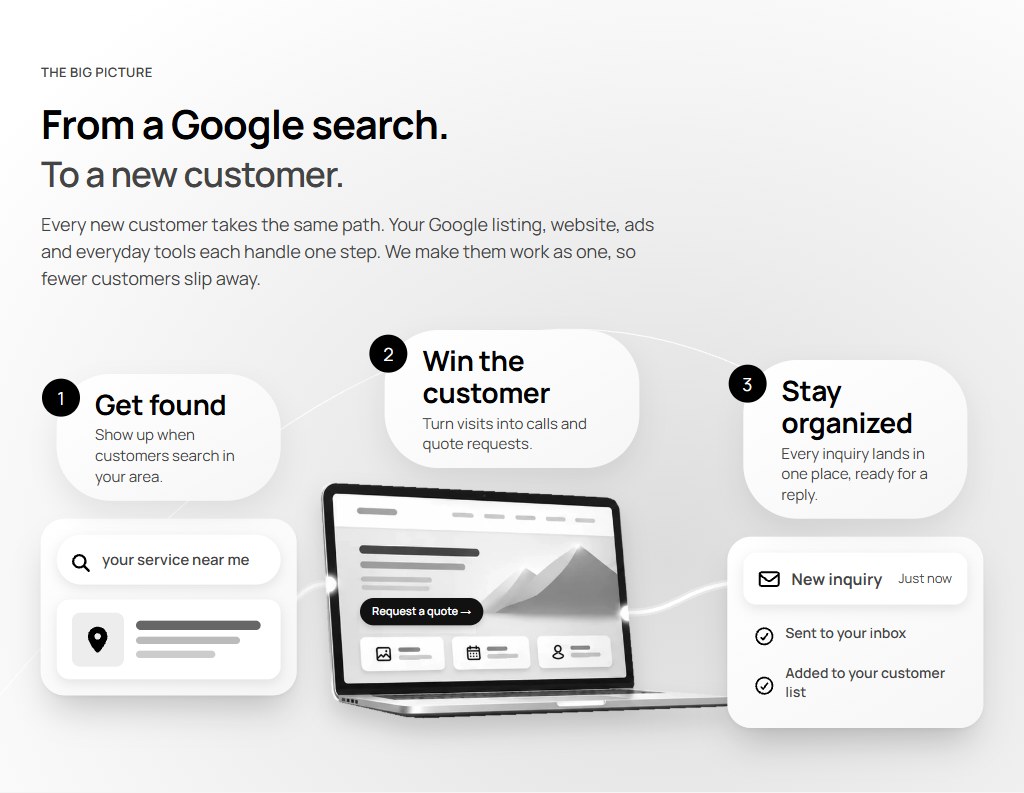 THE BIG PICTURE
From a Google search.
To a new customer.
Every new customer takes the same path. Your Google listing, website, ads
and everyday tools each handle one step. We make them work as one, so
fewer customers slip away.
1
Get found
Show up when
customers search in
your area.
your service near me
2
Win the
customer
Turn visits into calls and
quote requests.
Request a quote →
3
Stay
organized
Every inquiry lands in
one place, ready for a
reply.
New inquiry Just now
Sent to your inbox
Added to your customer
list